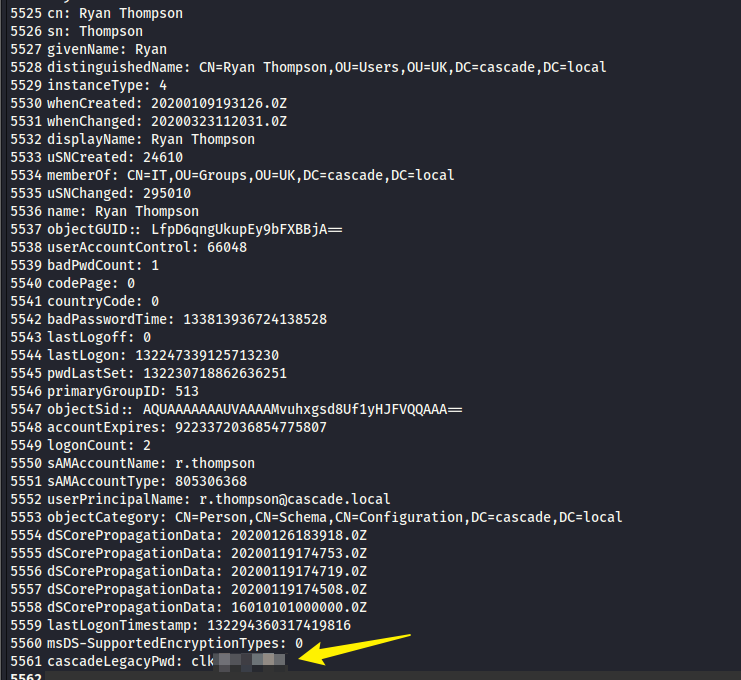 5525 cn: Ryan Thompson
5526 sn: Thompson
5527 givenName: Ryan
5528 distinguishedName: CN=Ryan Thompson,OU=Users,OU=UK,DC=cascade,DC=local
5529 instanceType: 4
5530 whenCreated: 20200109193126.0Z
5531 whenChanged: 20200323112031.0Z
5532 displayName: Ryan Thompson
5533 uSNCreated: 24610
5534 memberOf: CN=IT,OU=Groups,OU=UK,DC=cascade,DC=local
5535 uSNChanged: 295010
5536 name: Ryan Thompson
5537 objectGUID:: LfpD6qngUkupEy9bFXBBjA==
5538 userAccountControl: 66048
5539 badPwdCount: 1
5540 codePage: 0
5541 countryCode: 0
5542 badPasswordTime: 133813936724138528
5543 lastLogoff: 0
5544 lastLogon: 132247339125713230
5545 pwdLastSet: 132230718862636251
5546 primaryGroupID: 513
5547 objectSid:: AQUAAAAAAAUVAAAAMvuhxgsd8Uf1yHJFVQQAAA==
5548 accountExpires: 9223372036854775807
5549 logonCount: 2
5550 sAMAccountName: r.thompson
5551 sAMAccountType: 805306368
5552 userPrincipalName: r.thompson@cascade.local
5553 objectCategory: CN=Person,CN=Schema,CN=Configuration,DC=cascade,DC=local
5554 dSCorePropagationData: 20200126183918.0Z
5555 dSCorePropagationData: 20200119174753.0Z
5556 dSCorePropagationData: 20200119174719.0Z
5557 dSCorePropagationData: 20200119174508.0Z
5558 dSCorePropagationData: 16010101000000.0Z
5559 lastLogonTimestamp: 132294360317419816
5560 msDS-SupportedEncryptionTypes: 0
5561 cascadeLegacyPwd: clk
5562